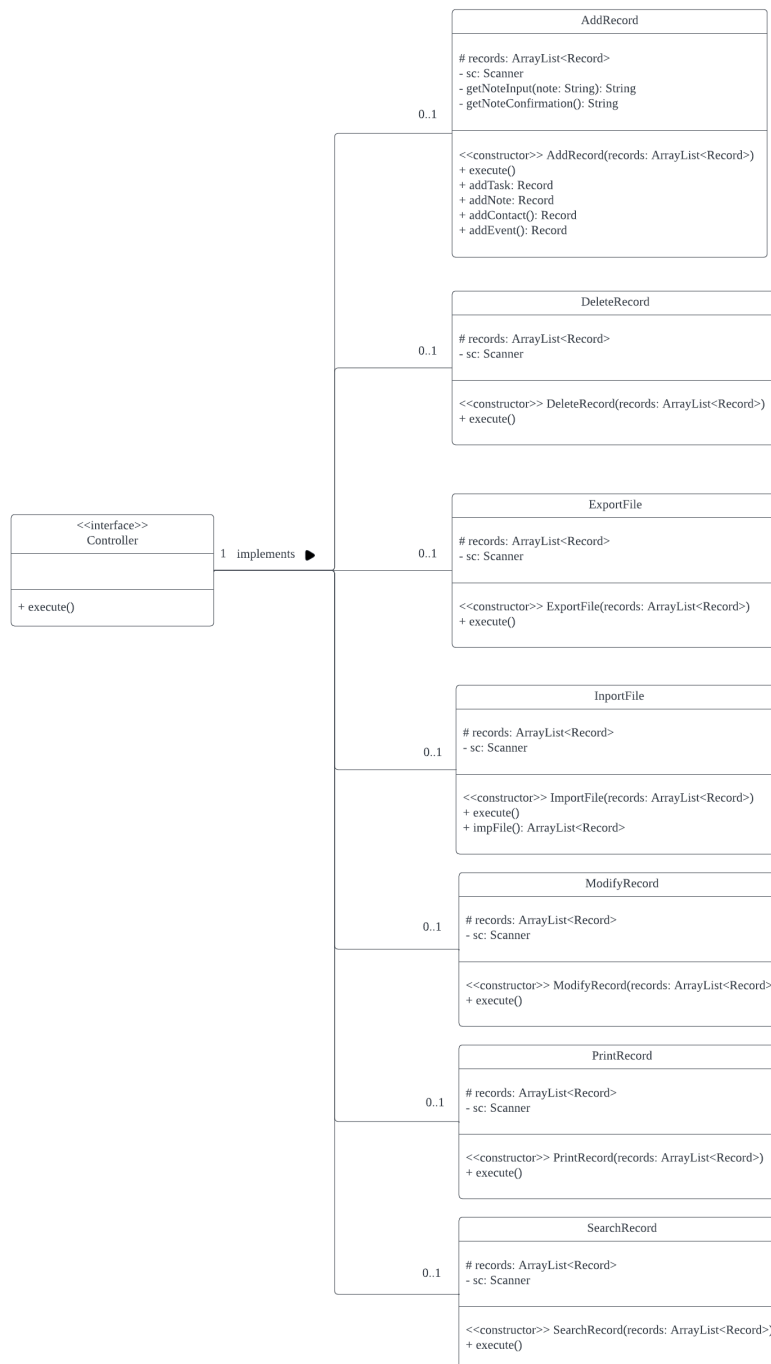 AddRecord
# records: ArrayList<Record>
- sc: Scanner
- getNoteInput(note: String): String
- getNoteConfirmation(): String
0..1
<<constructor>> AddRecord(records: ArrayList<Record>)
+ execute()
+ addTask: Record
+ addNote: Record
+ addContact(): Record
+ addEvent(): Record
DeleteRecord
# records: ArrayList<Record>
- sc: Scanner
0..1
<<constructor>> DeleteRecord(records: ArrayList<Record>)
+ execute()
<<interface>>
Controller
+ execute()
1 implements
ExportFile
# records: ArrayList<Record>
- sc: Scanner
0..1
<<constructor>> ExportFile(records: ArrayList<Record>)
+ execute()
InportFile
# records: ArrayList<Record>
- sc: Scanner
0..1
<<constructor>> ImportFile(records: ArrayList<Record>)
+ execute()
+ impFile(): ArrayList<Record>
ModifyRecord
# records: ArrayList<Record>
- sc: Scanner
0..1
<<constructor>> ModifyRecord(records: ArrayList<Record>
+ execute()
PrintRecord
# records: ArrayList<Record>
- sc: Scanner
0..1
<<constructor>> PrintRecord(records: ArrayList<Record>)
+ execute()
SearchRecord
# records: ArrayList<Record>
- sc: Scanner
0..1
<<constructor>> SearchRecord(records: ArrayList<Record>)
+ execute()